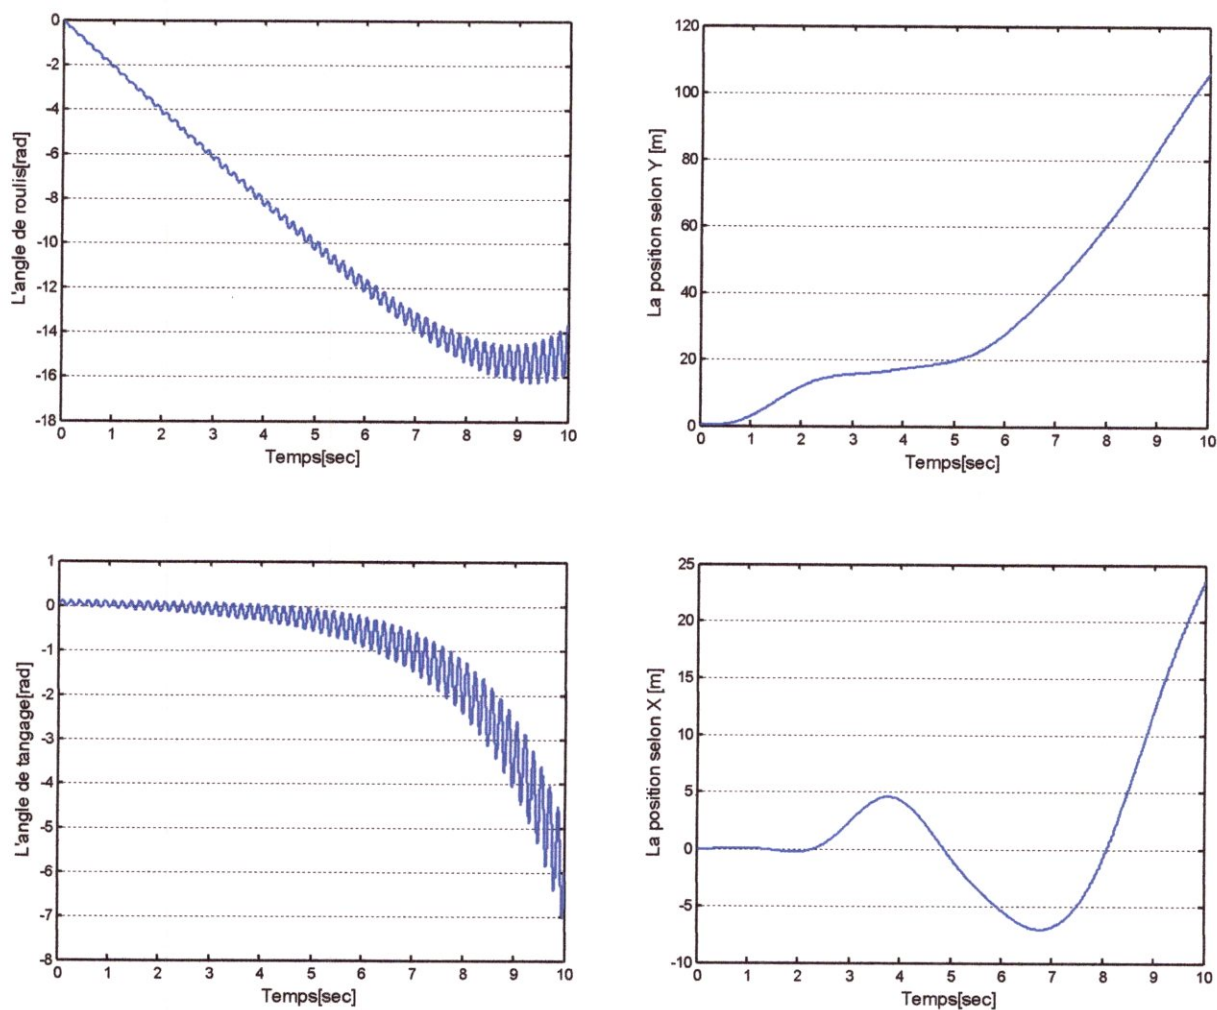 L'angle de roulis[rad]
0
-2
-4
-6
-8
-10
-12
-14
-16
-18
0 1 2 3 4 5 6 7 8 9 10
Temps[sec]
La position selon Y [m]
120
100
80
60
40
20
0
0 1 2 3 4 5 6 7 8 9 10
Temps[sec]
L'angle de tangage[rad]
1
0
-1
-2
-3
-4
-5
-6
-7
-8
0 1 2 3 4 5 6 7 8 9 10
Temps[sec]
La position selon X [m]
25
20
15
10
5
0
-5
-10
0 1 2 3 4 5 6 7 8 9 10
Temps[sec]